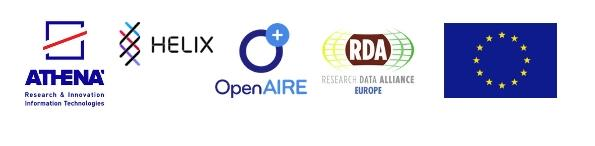 ATHENA
Research & Innovation
Information Technologies
HELIX
OpenAIRE
RDA
RESEARCH DATA ALLIANCE
EUROPE